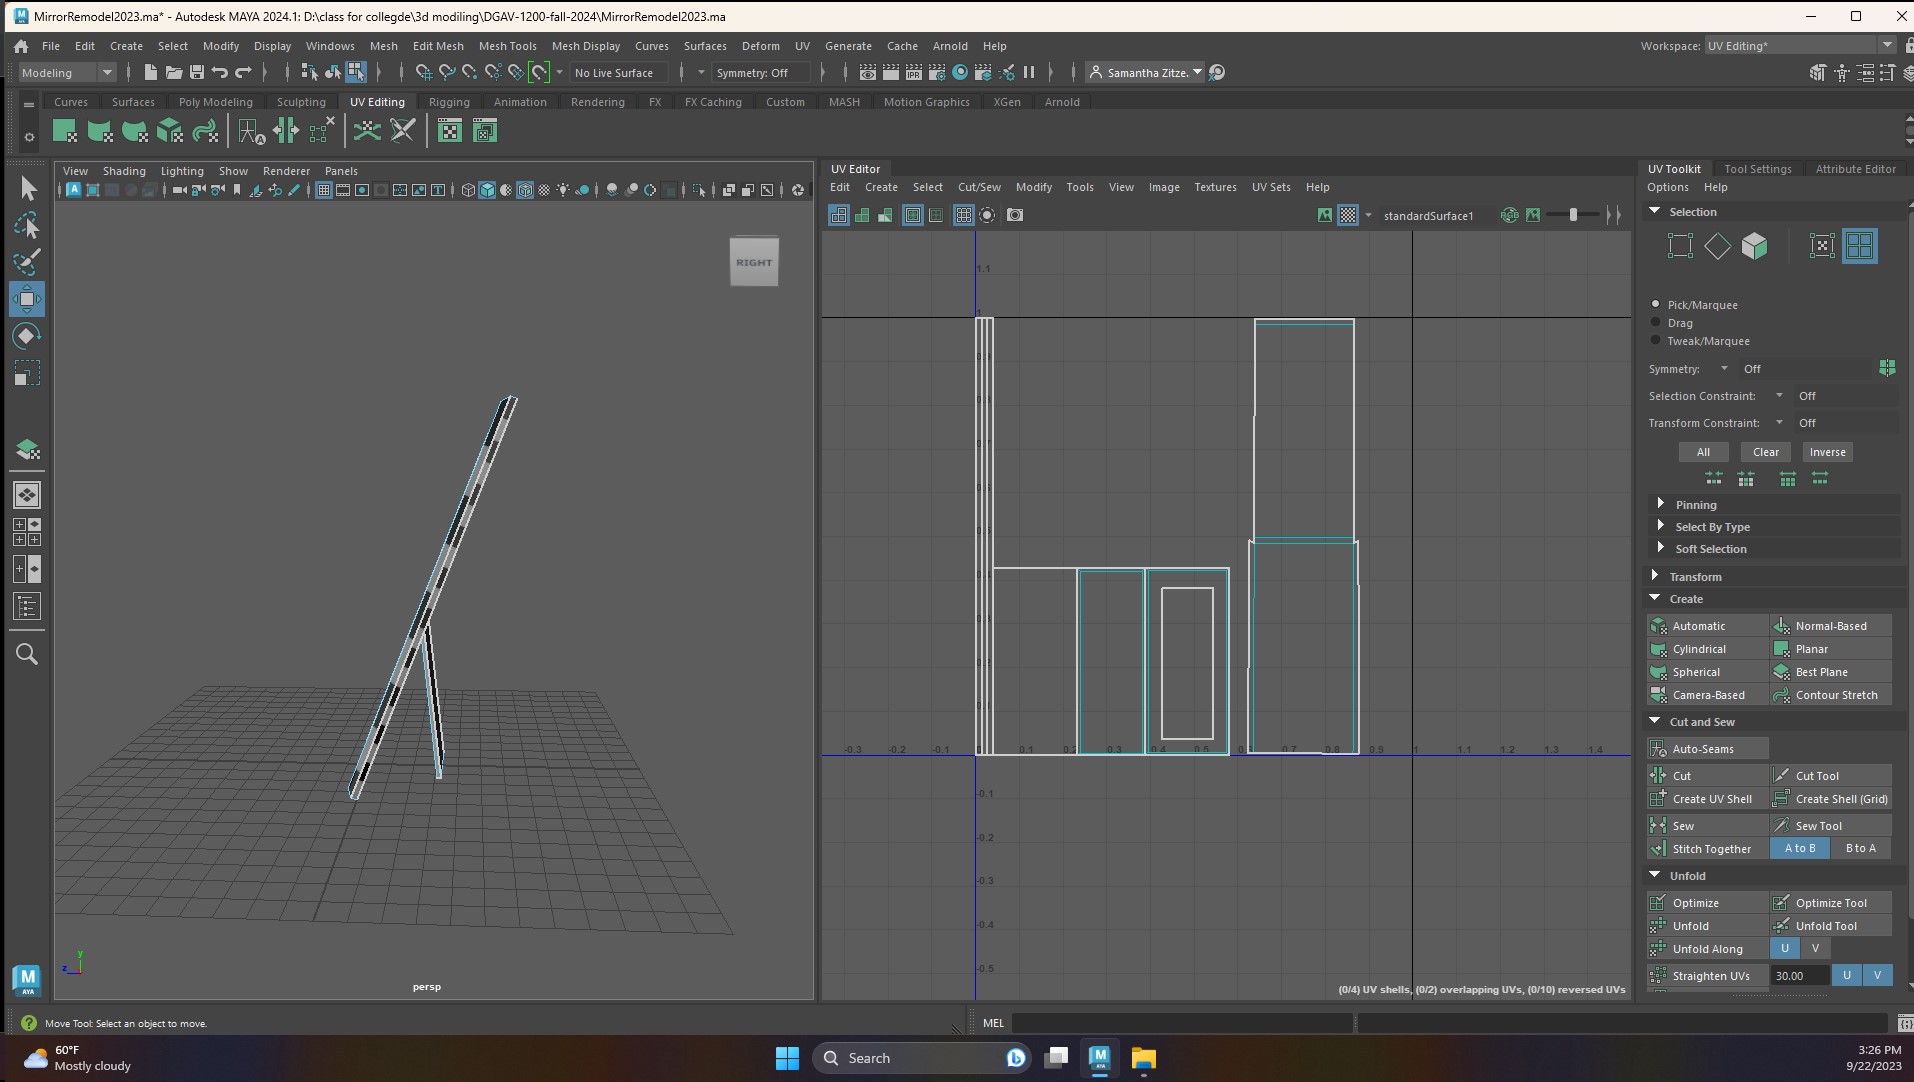 MirrorRemodel2023.ma* - Autodesk MAYA 2024.1: D:\class for collegde\3d modiling\DGAV-1200-fall-2024\MirrorRemodel2023.ma
File Edit Create Select Modify Display Windows Mesh Edit Mesh Mesh Tools Mesh Display Curves Surfaces Deform UV Generate Cache Arnold Help
Workspace: UV Editing*
Modeling
No Live Surface
Symmetry: Off
IPR
Samantha Zitze.
Curves Surfaces Poly Modeling Sculpting UV Editing Rigging Animation Rendering FX FX Caching Custom MASH Motion Graphics XGen Arnold
View Shading Lighting Show Renderer Panels
RIGHT
y
z
persp
UV Editor
Edit Create Select Cut/Sew Modify Tools View Image Textures UV Sets Help
standardSurface1
RGB
1.1
-0.3 -0.2 -0.1 0 0.1 0.2 0.4 0.5 0.7 0.8 0.9 1 1.1 1.2 1.3 1.4
-0.1
-0.2
-0.3
-0.4
-0.5
(0/4) UV shells, (0/2) overlapping UVs, (0/10) reversed UVs
UV Toolkit Tool Settings Attribute Editor
Options Help
Selection
Pick/Marquee
Drag
Tweak/Marquee
Symmetry: Off
Selection Constraint: Off
Transform Constraint: Off
All Clear Inverse
Pinning
Select By Type
Soft Selection
Transform
Create
Automatic Normal-Based
Cylindrical Planar
Spherical Best Plane
Camera-Based Contour Stretch
Cut and Sew
Auto-Seams
Cut Cut Tool
Create UV Shell Create Shell (Grid)
Sew Sew Tool
Stitch Together A to B B to A
Unfold
Optimize Optimize Tool
Unfold Unfold Tool
Unfold Along U V
Straighten UVs 30.00 U V
M
AYA
Move Tool: Select an object to move.
MEL
60°F
Mostly cloudy
Search
M
AYA
3:26 PM
9/22/2023